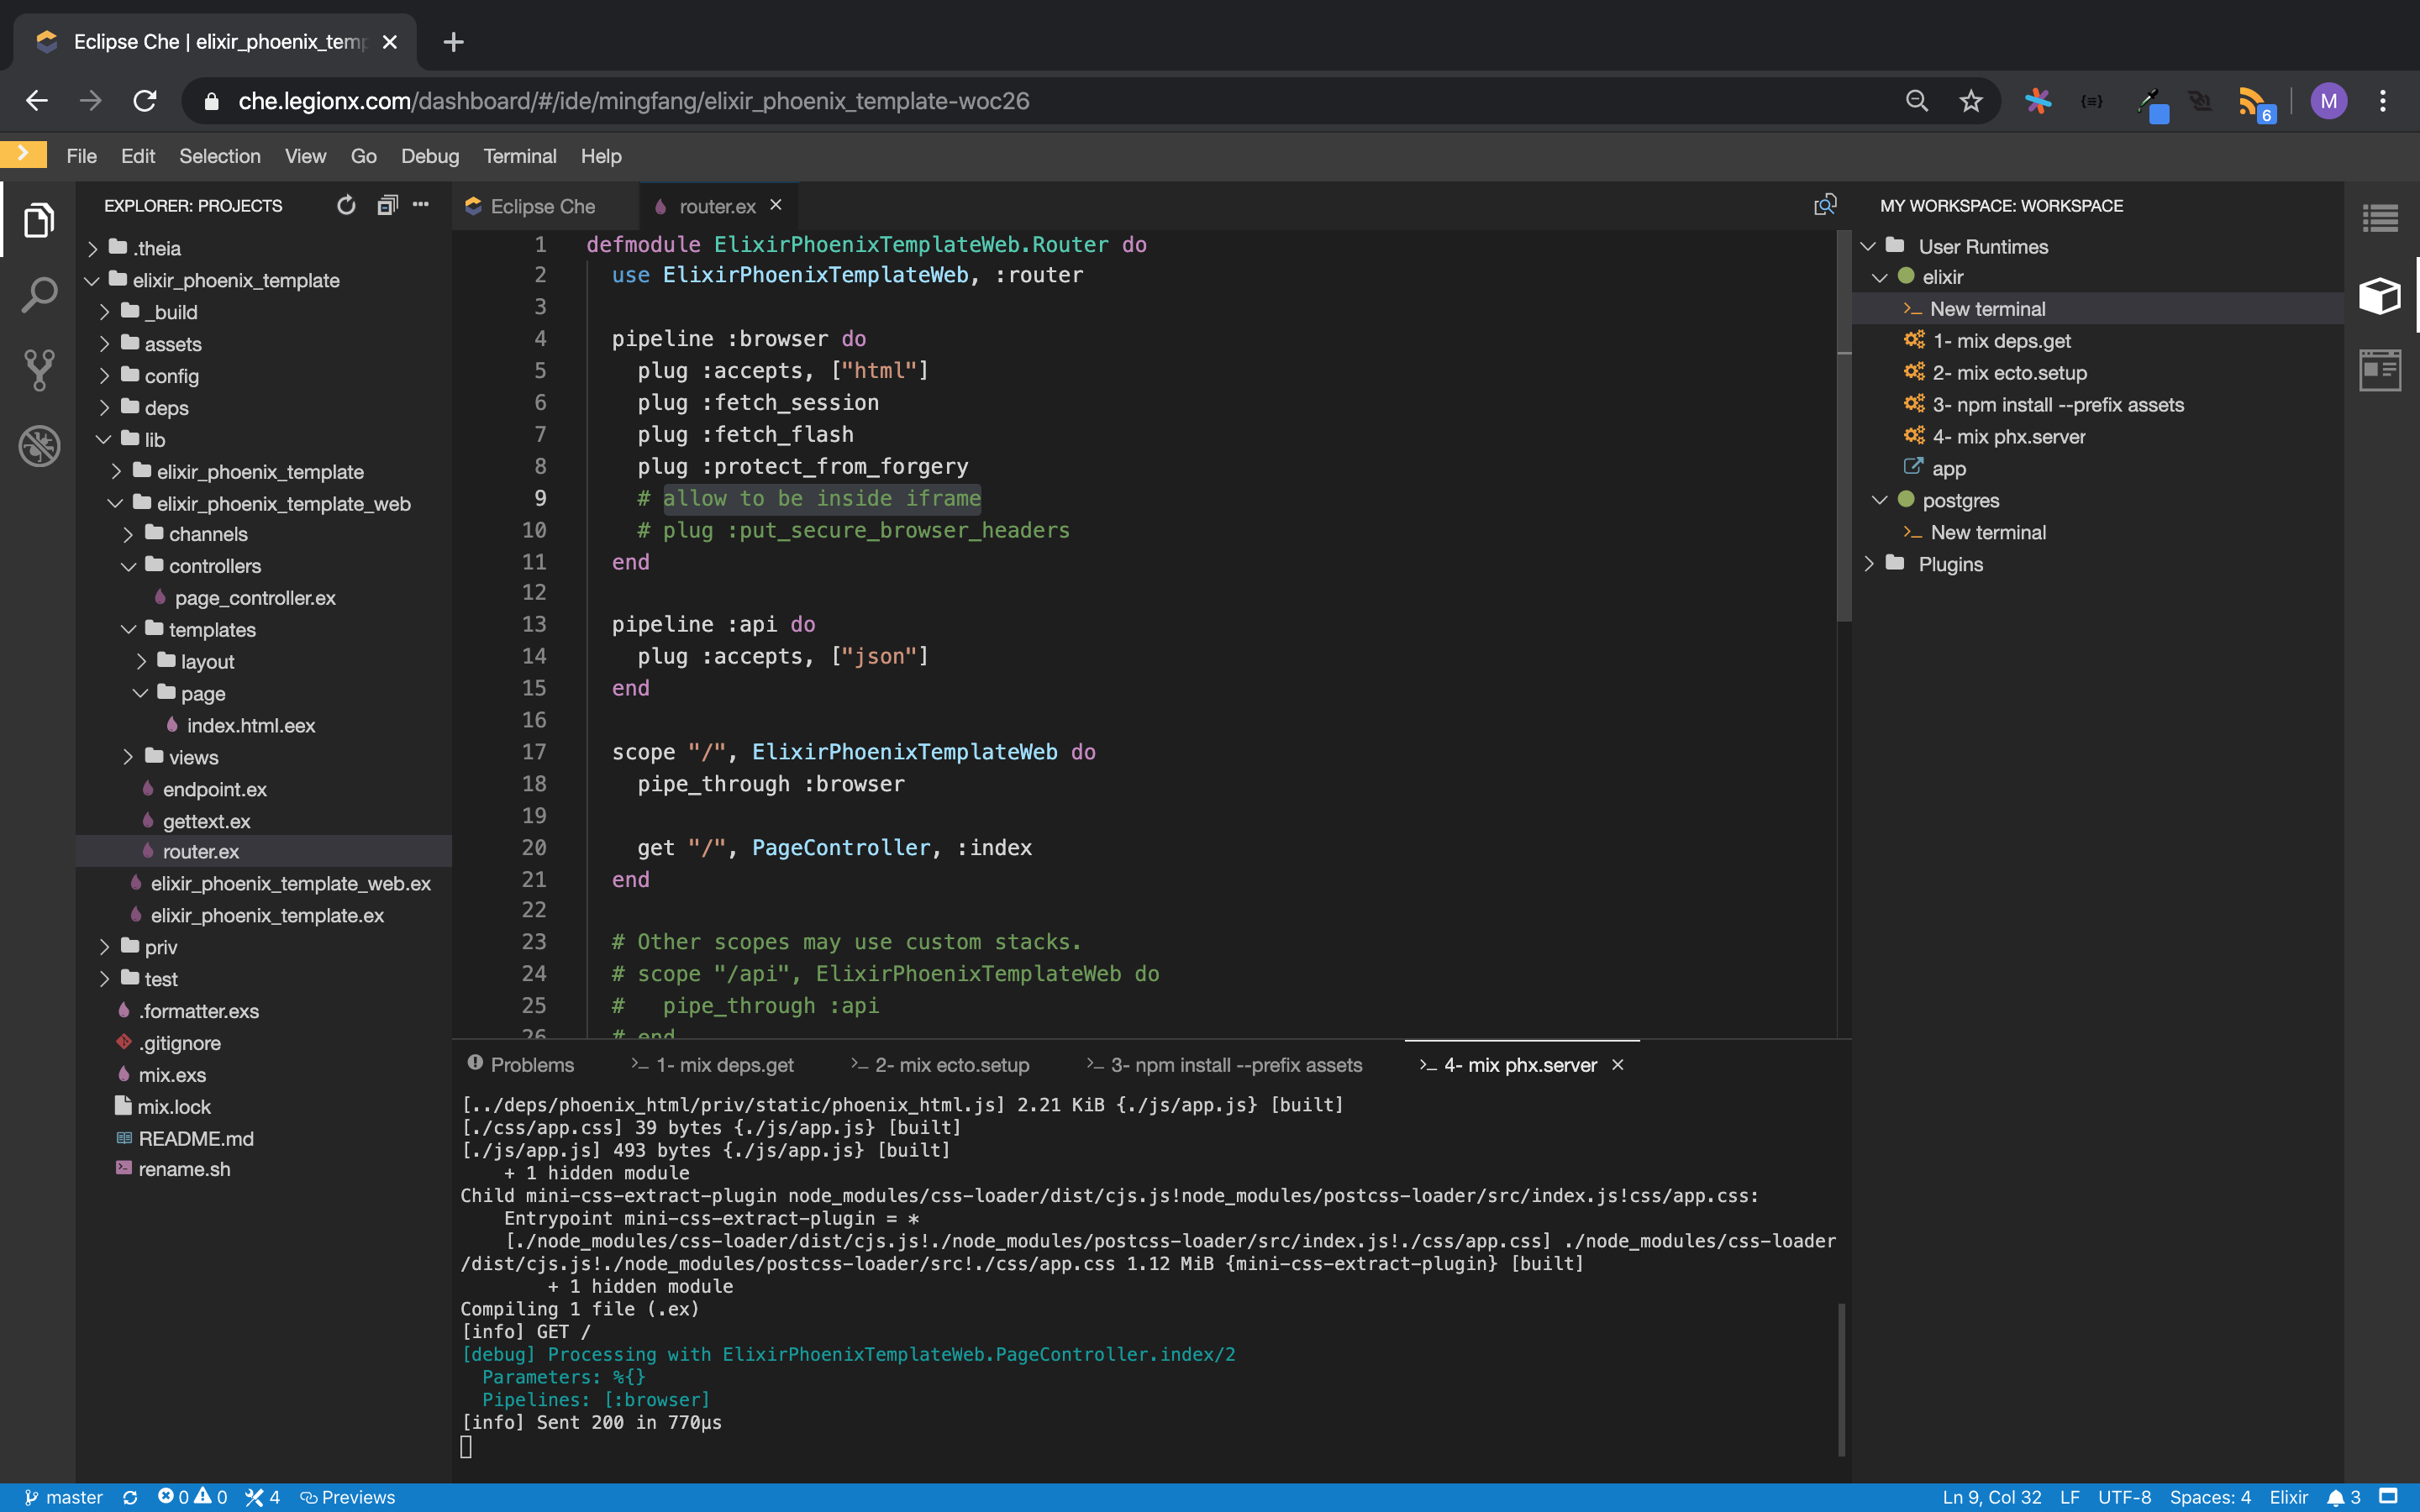 Eclipse Che | elixir_phoenix_temp
che.legionx.com/dashboard/#/ide/mingfang/elixir_phoenix_template-woc26
6
M
File Edit Selection View Go Debug Terminal Help
EXPLORER: PROJECTS
.theia
elixir_phoenix_template
_build
assets
config
deps
lib
elixir_phoenix_template
elixir_phoenix_template_web
channels
controllers
page_controller.ex
templates
layout
page
index.html.eex
views
endpoint.ex
gettext.ex
router.ex
elixir_phoenix_template_web.ex
elixir_phoenix_template.ex
priv
test
.formatter.exs
.gitignore
mix.exs
mix.lock
README.md
rename.sh
Eclipse Che router.ex
1 defmodule ElixirPhoenixTemplateWeb.Router do
2 use ElixirPhoenixTemplateWeb, :router
3
4 pipeline :browser do
5 plug :accepts, ["html"]
6 plug :fetch_session
7 plug :fetch_flash
8 plug :protect_from_forgery
9 # allow to be inside iframe
10 # plug :put_secure_browser_headers
11 end
12
13 pipeline :api do
14 plug :accepts, ["json"]
15 end
16
17 scope "/", ElixirPhoenixTemplateWeb do
18 pipe_through :browser
19
20 get "/", PageController, :index
21 end
22
23 # Other scopes may use custom stacks.
24 # scope "/api", ElixirPhoenixTemplateWeb do
25 #   pipe_through :api
26 # end
Problems >_ 1- mix deps.get >_ 2- mix ecto.setup >_ 3- npm install --prefix assets >_ 4- mix phx.server
[../deps/phoenix_html/priv/static/phoenix_html.js] 2.21 KiB {./js/app.js} [built]
[./css/app.css] 39 bytes {./js/app.js} [built]
[./js/app.js] 493 bytes {./js/app.js} [built]
+ 1 hidden module
Child mini-css-extract-plugin node_modules/css-loader/dist/cjs.js!node_modules/postcss-loader/src/index.js!css/app.css:
Entrypoint mini-css-extract-plugin = *
[./node_modules/css-loader/dist/cjs.js!./node_modules/postcss-loader/src/index.js!./css/app.css] ./node_modules/css-loader
/dist/cjs.js!./node_modules/postcss-loader/src!./css/app.css 1.12 MiB {mini-css-extract-plugin} [built]
+ 1 hidden module
Compiling 1 file (.ex)
[info] GET /
[debug] Processing with ElixirPhoenixTemplateWeb.PageController.index/2
Parameters: %{}
Pipelines: [:browser]
[info] Sent 200 in 770µs
MY WORKSPACE: WORKSPACE
User Runtimes
elixir
>_ New terminal
1- mix deps.get
2- mix ecto.setup
3- npm install --prefix assets
4- mix phx.server
app
postgres
>_ New terminal
Plugins
master 0 0 4 Previews Ln 9, Col 32 LF UTF-8 Spaces: 4 Elixir 3